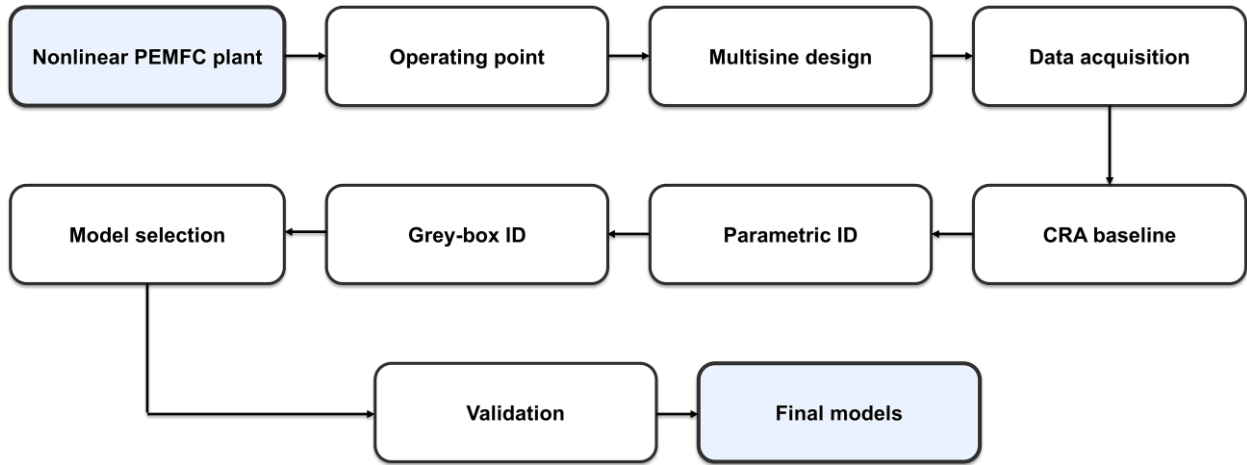 Nonlinear PEMFC plant
Operating point
Multisine design
Data acquisition
CRA baseline
Parametric ID
Grey-box ID
Model selection
Validation
Final models